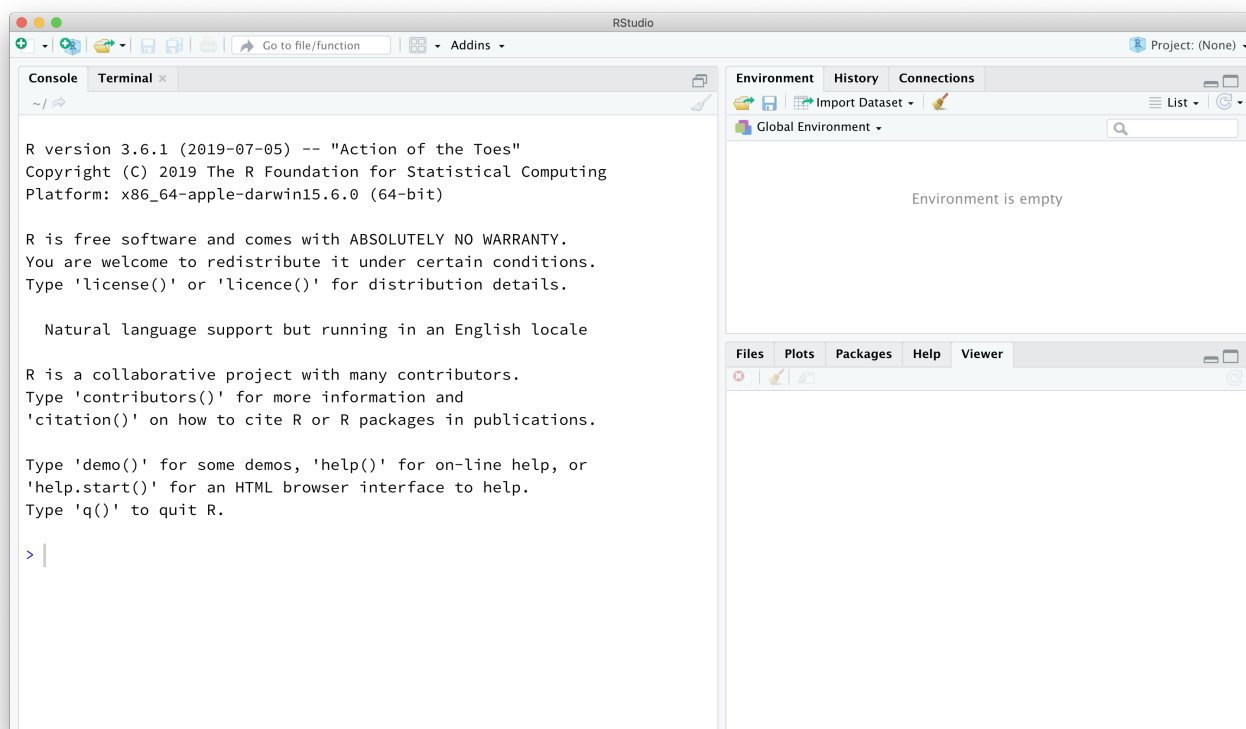 RStudio
Go to file/function
Addins
Project: (None)
Console Terminal
~/
R version 3.6.1 (2019-07-05) -- "Action of the Toes"
Copyright (C) 2019 The R Foundation for Statistical Computing
Platform: x86_64-apple-darwin15.6.0 (64-bit)
R is free software and comes with ABSOLUTELY NO WARRANTY.
You are welcome to redistribute it under certain conditions.
Type 'license()' or 'licence()' for distribution details.
Natural language support but running in an English locale
R is a collaborative project with many contributors.
Type 'contributors()' for more information and
'citation()' on how to cite R or R packages in publications.
Type 'demo()' for some demos, 'help()' for on-line help, or
'help.start()' for an HTML browser interface to help.
Type 'q()' to quit R.
>
Environment History Connections
Import Dataset List
Global Environment
Environment is empty
Files Plots Packages Help Viewer